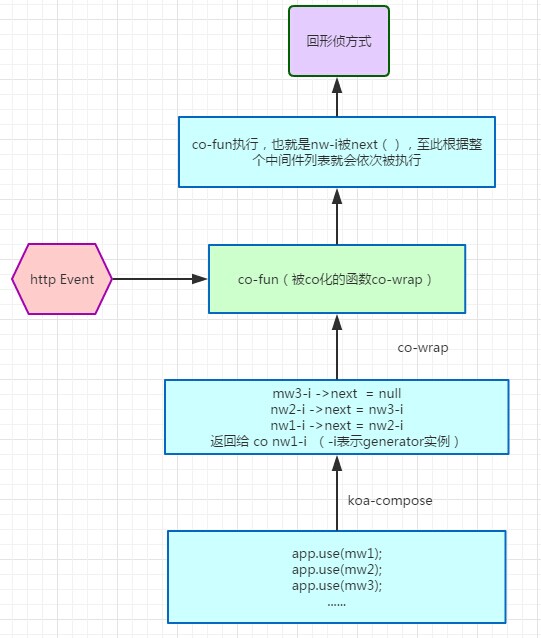 回形侦方式
co-fun执行，也就是nw-i被next（ ），至此根据整
个中间件列表就会依次被执行
http Event
co-fun（被co化的函数co-wrap）
co-wrap
mw3-i ->next  = null
nw2-i ->next = nw3-i
nw1-i ->next = nw2-i
返回给 co nw1-i （-i表示generator实例）
koa-compose
app.use(mw1);
app.use(mw2);
app.use(mw3);
......